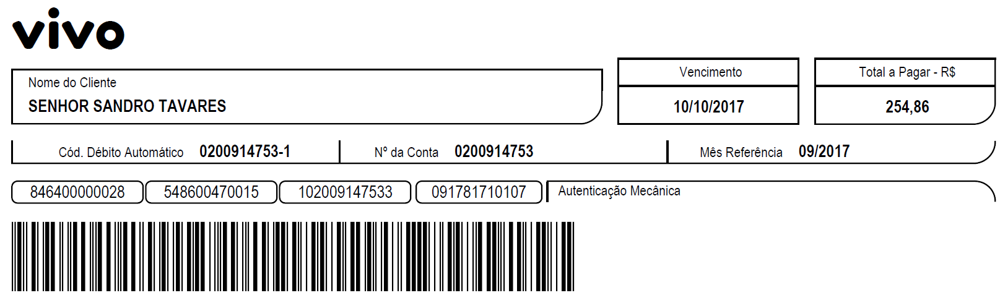 vivo
Nome do Cliente
SENHOR SANDRO TAVARES
Vencimento
10/10/2017
Total a Pagar - R$
254,86
Cód. Débito Automático 0200914753-1
Nº da Conta 0200914753
Mês Referência 09/2017
846400000028 548600470015 102009147533 091781710107
Autenticação Mecânica